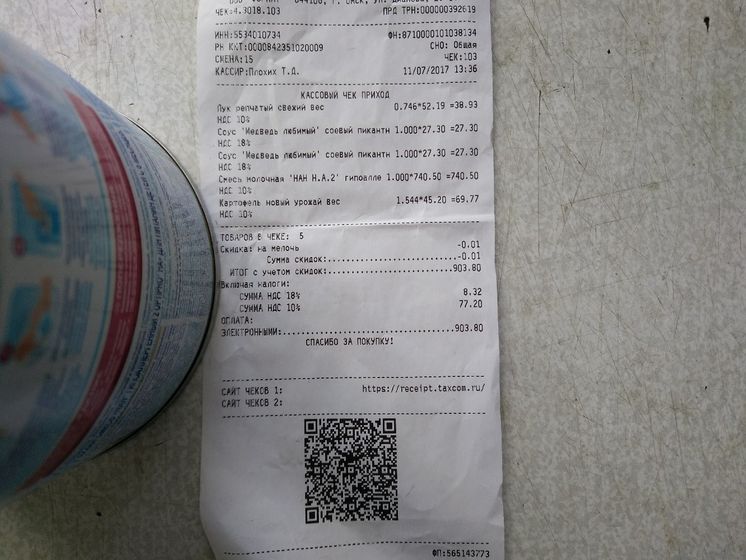 644106, г. Омск, ул.
ЧЕК:4.3018.103 ПРД ТРН:000000392619
ИНН:5534010734 ФН:8710000101038134
РН ККТ:0000842351020009 СНО: Общая
СМЕНА:15 ЧЕК:103
КАССИР:Плохих Т.Д. 11/07/2017 13:36
КАССОВЫЙ ЧЕК ПРИХОД
Лук репчатый свежий вес 0.746*52.19 =38.93
НДС 10%
Соус 'Медведь любимый' соевый пикантн 1.000*27.30 =27.30
НДС 18%
Соус 'Медведь любимый' соевый пикантн 1.000*27.30 =27.30
НДС 18%
Смесь молочная 'НАН Н.А.2' гипоалле 1.000*740.50 =740.50
НДС 10%
Картофель новый урожай вес 1.544*45.20 =69.77
НДС 10%
ТОВАРОВ В ЧЕКЕ: 5
Скидка: на мелочь -0.01
Сумма скидок:........................-0.01
ИТОГ с учетом скидок:.......................903.80
Включая налоги:
СУММА НДС 18% 8.32
СУММА НДС 10% 77.20
ОПЛАТА:
ЭЛЕКТРОННЫМИ:................................903.80
СПАСИБО ЗА ПОКУПКУ!
САЙТ ЧЕКОВ 1: https://receipt.taxcom.ru/
САЙТ ЧЕКОВ 2:
ФП:565143773